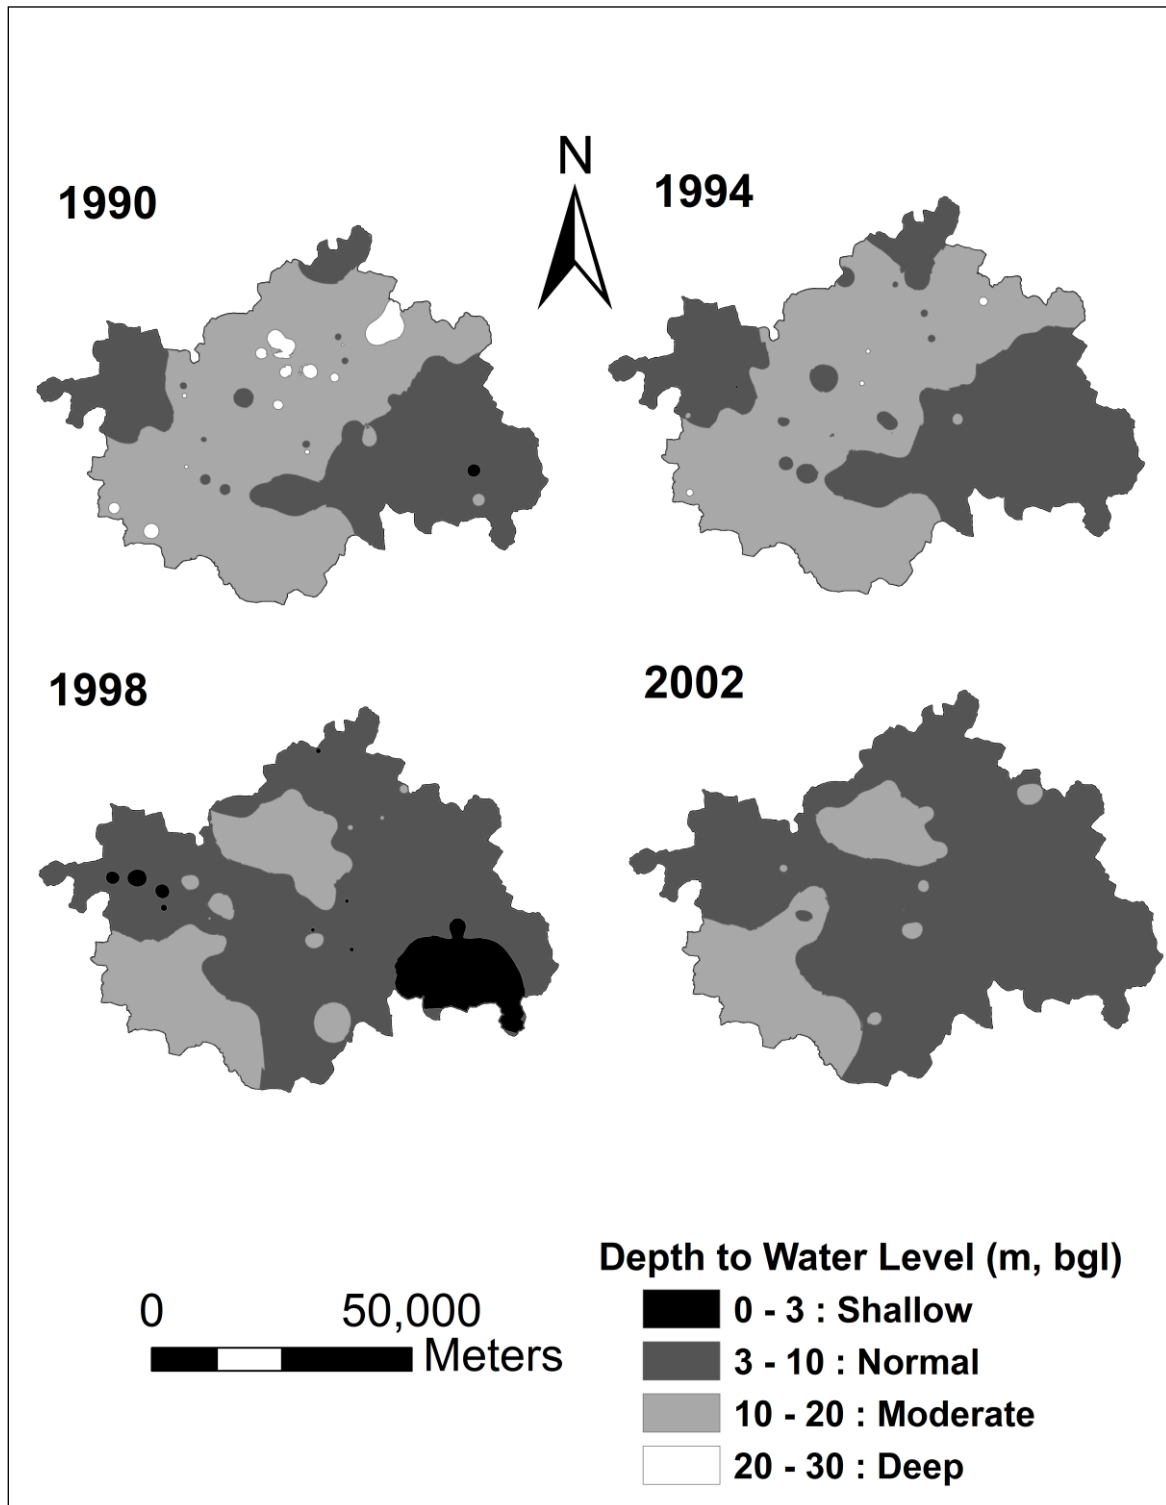 N
1990
1994
1998
2002
Depth to Water Level (m, bgl)
0 50,000
Meters
0 - 3 : Shallow
3 - 10 : Normal
10 - 20 : Moderate
20 - 30 : Deep